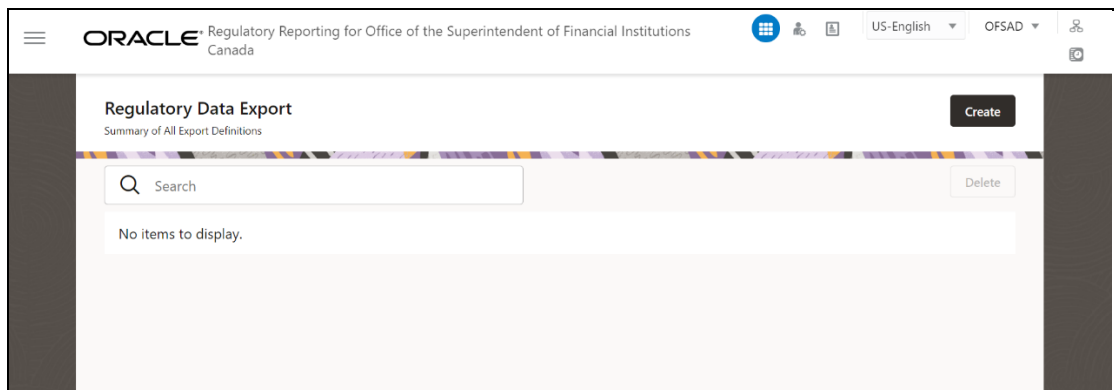 ORACLE® Regulatory Reporting for Office of the Superintendent of Financial Institutions
Canada
US-English
OFSAD
Regulatory Data Export
Summary of All Export Definitions
Create
Search
Delete
No items to display.